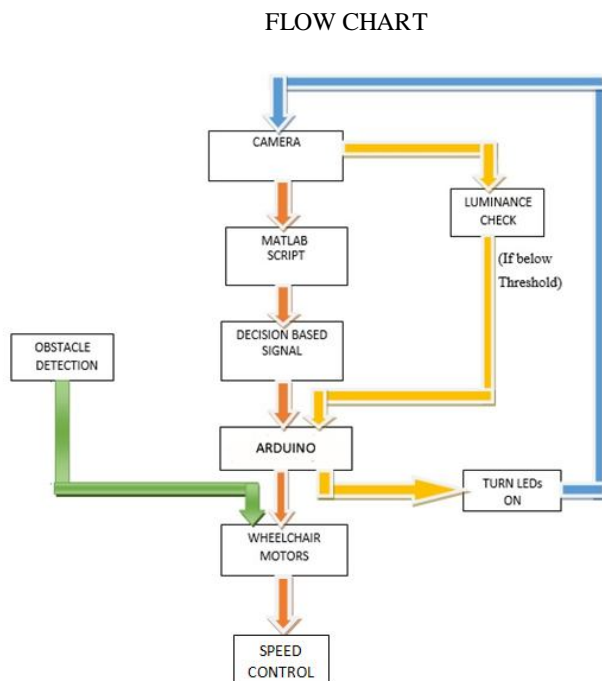 FLOW CHART
CAMERA
LUMINANCE
CHECK
MATLAB
SCRIPT
(If below
Threshold)
DECISION BASED
SIGNAL
OBSTACLE
DETECTION
ARDUINO
TURN LEDs
ON
WHEELCHAIR
MOTORS
SPEED
CONTROL